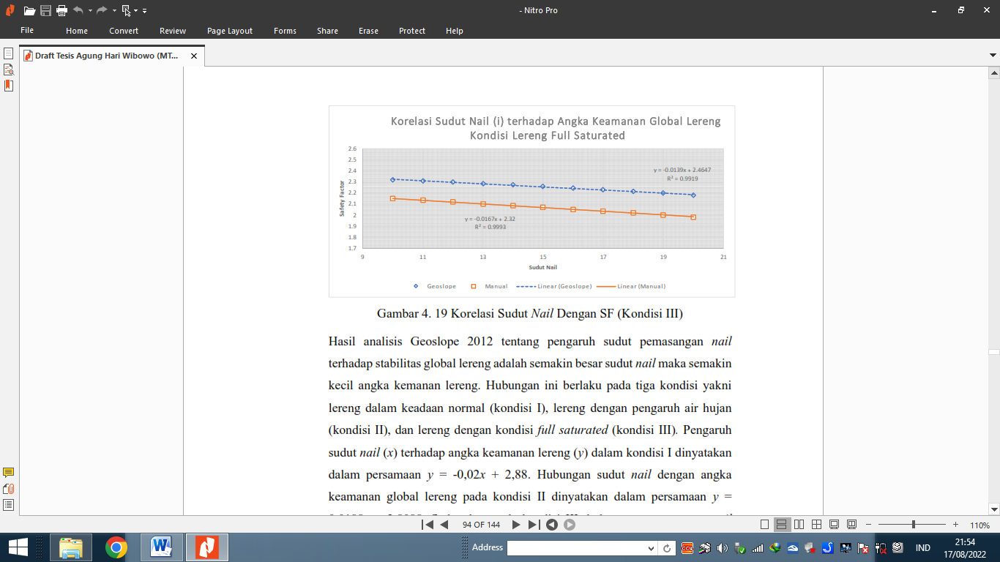 - Nitro Pro
File Home Convert Review Page Layout Forms Share Erase Protect Help
Draft Tesis Agung Hari Wibowo (MT...
Korelasi Sudut Nail (i) terhadap Angka Keamanan Global Lereng
Kondisi Lereng Full Saturated
2.6
2.5
2.4
2.3
2.2
2.1
2
1.9
1.8
1.7
Safety Factor
y = -0.0139x + 2.4647
R² = 0.9919
y = -0.0167x + 2.32
R² = 0.9993
9 11 13 15 17 19 21
Sudut Nail
Geoslope Manual Linear (Geoslope) Linear (Manual)
Gambar 4. 19 Korelasi Sudut Nail Dengan SF (Kondisi III)
Hasil analisis Geoslope 2012 tentang pengaruh sudut pemasangan nail
terhadap stabilitas global lereng adalah semakin besar sudut nail maka semakin
kecil angka kemanan lereng. Hubungan ini berlaku pada tiga kondisi yakni
lereng dalam keadaan normal (kondisi I), lereng dengan pengaruh air hujan
(kondisi II), dan lereng dengan kondisi full saturated (kondisi III). Pengaruh
sudut nail (x) terhadap angka keamanan lereng (y) dalam kondisi I dinyatakan
dalam persamaan y = -0,02x + 2,88. Hubungan sudut nail dengan angka
keamanan global lereng pada kondisi II dinyatakan dalam persamaan y =
94 OF 144
110%
Address
IND
21:54
17/08/2022